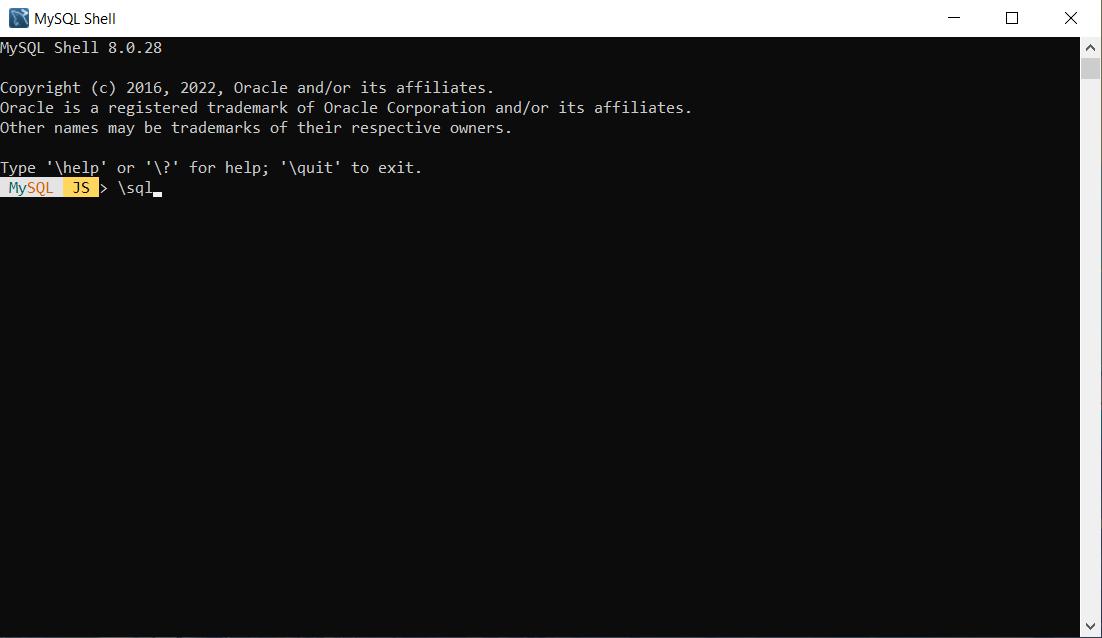 MySQL Shell
MySQL Shell 8.0.28
Copyright (c) 2016, 2022, Oracle and/or its affiliates.
Oracle is a registered trademark of Oracle Corporation and/or its affiliates.
Other names may be trademarks of their respective owners.
Type '\help' or '\?' for help; '\quit' to exit.
MySQL JS> \sql